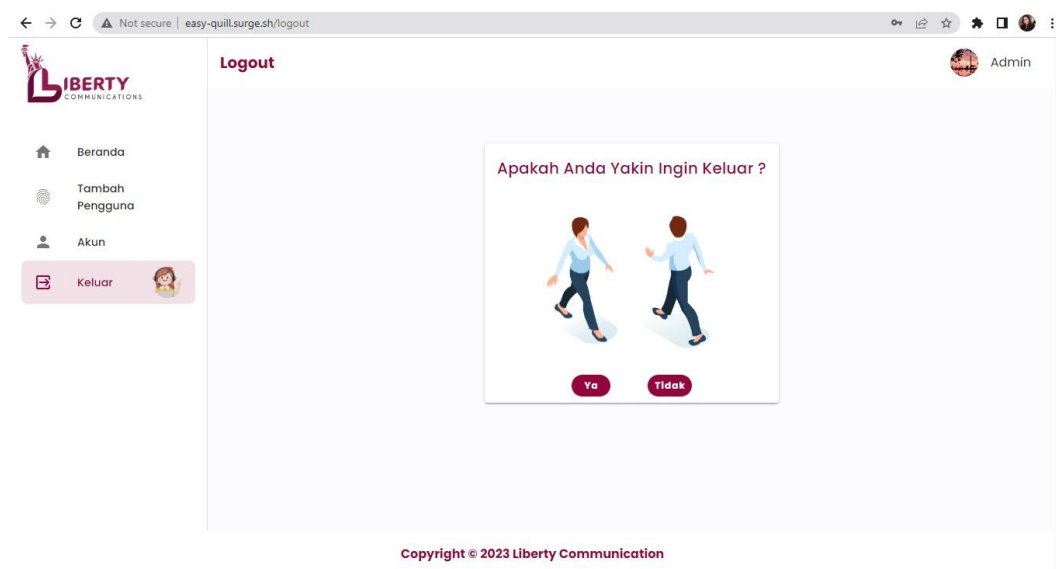 Not secure | easy-quill.surge.sh/logout
LIBERTY
COMMUNICATIONS
Logout
Admin
Beranda
Tambah
Pengguna
Akun
Keluar
Apakah Anda Yakin Ingin Keluar ?
Ya
Tidak
Copyright © 2023 Liberty Communication